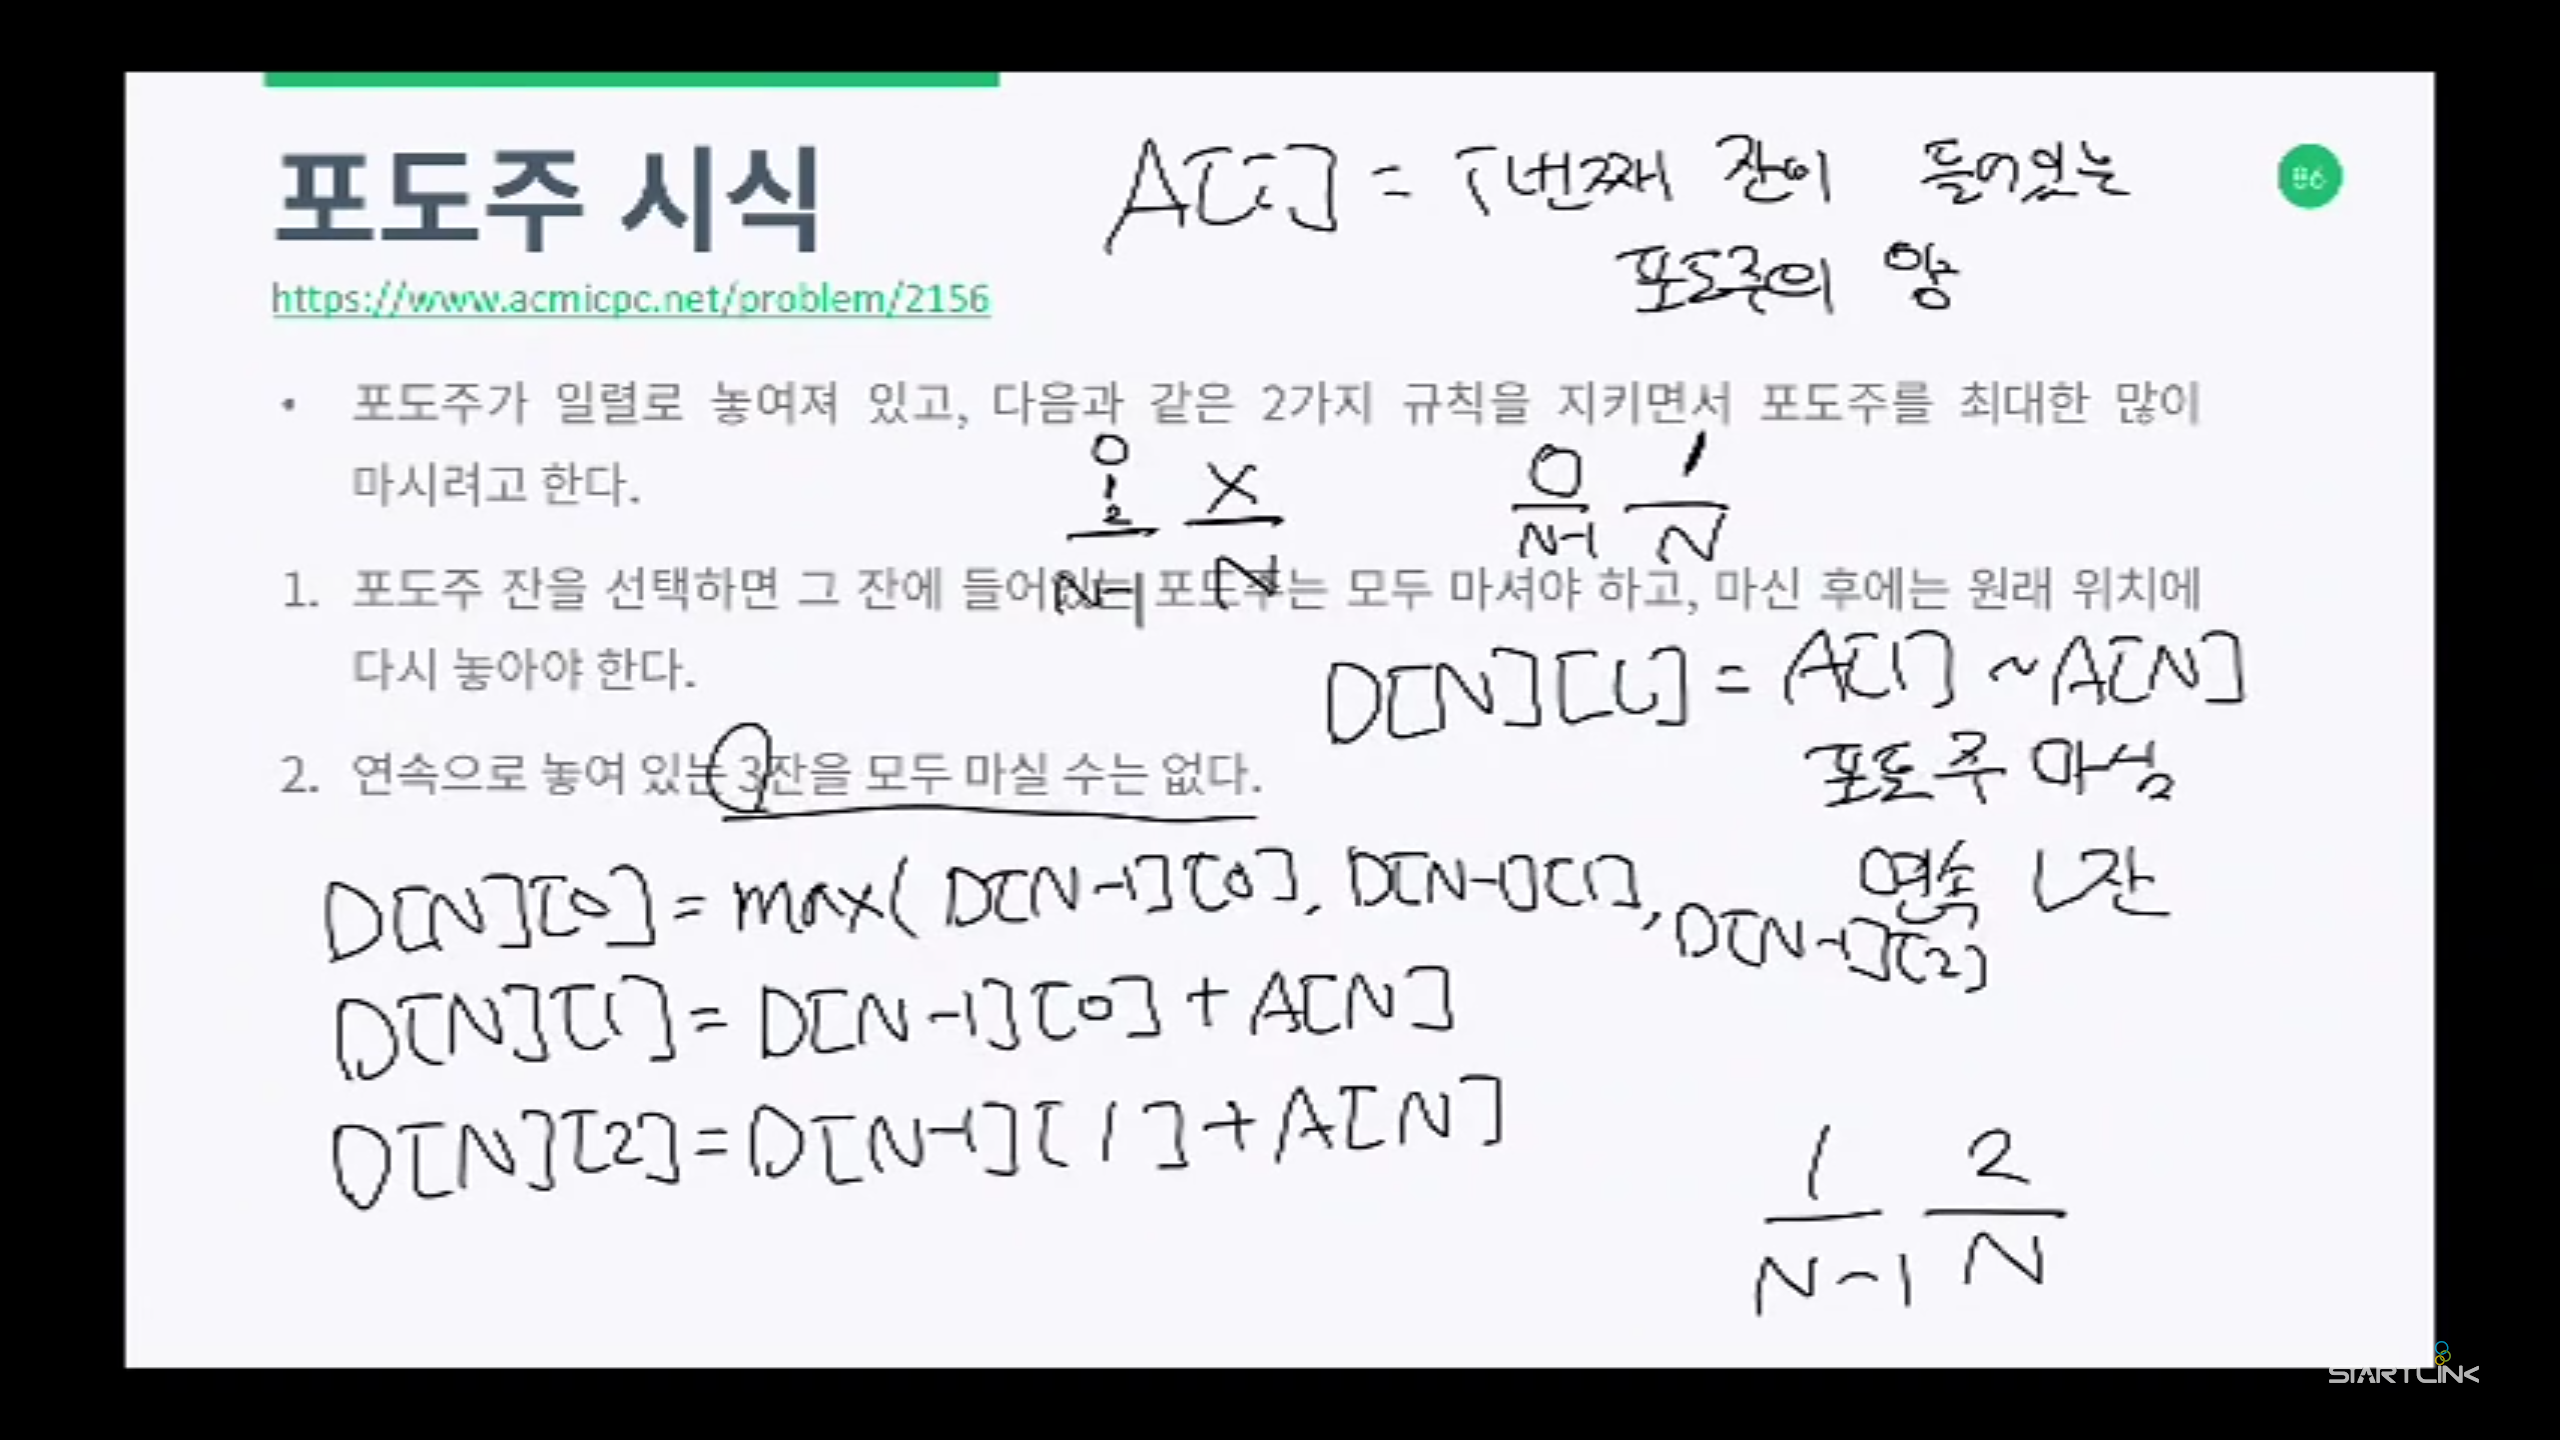 포도주 시식
86
https://www.acmicpc.net/problem/2156
A[i] = i번째 잔이 들어있는
포도주의 양
• 포도주가 일렬로 놓여져 있고, 다음과 같은 2가지 규칙을 지키면서 포도주를 최대한 많이
마시려고 한다.
0
1
2
X
N-1 N
0 1
N-1 N
1. 포도주 잔을 선택하면 그 잔에 들어있는 포도주는 모두 마셔야 하고, 마신 후에는 원래 위치에
다시 놓아야 한다.
2. 연속으로 놓여 있는 3잔을 모두 마실 수는 없다.
D[N][i] = A[1] ~ A[N]
포도주 마심
연속 i잔
D[N][0] = max( D[N-1][0], D[N-1][1], D[N-1][2]
D[N][1] = D[N-1][0] + A[N]
D[N][2] = D[N-1][1] + A[N]
1 2
N-1 N
STARTLINK